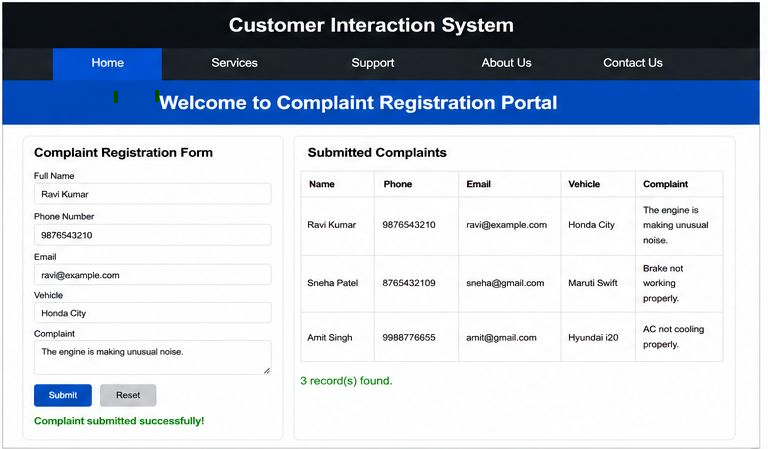 Customer Interaction System
Home Services Support About Us Contact Us
Welcome to Complaint Registration Portal
Complaint Registration Form
Full Name
Ravi Kumar
Phone Number
9876543210
Email
ravi@example.com
Vehicle
Honda City
Complaint
The engine is making unusual noise.
Submit Reset
Complaint submitted successfully!
Submitted Complaints
Name Phone Email Vehicle Complaint
Ravi Kumar 9876543210 ravi@example.com Honda City The engine is
making unusual
noise.
Sneha Patel 8765432109 sneha@gmail.com Maruti Swift Brake not
working
properly.
Amit Singh 9988776655 amit@gmail.com Hyundai i20 AC not cooling
properly.
3 record(s) found.